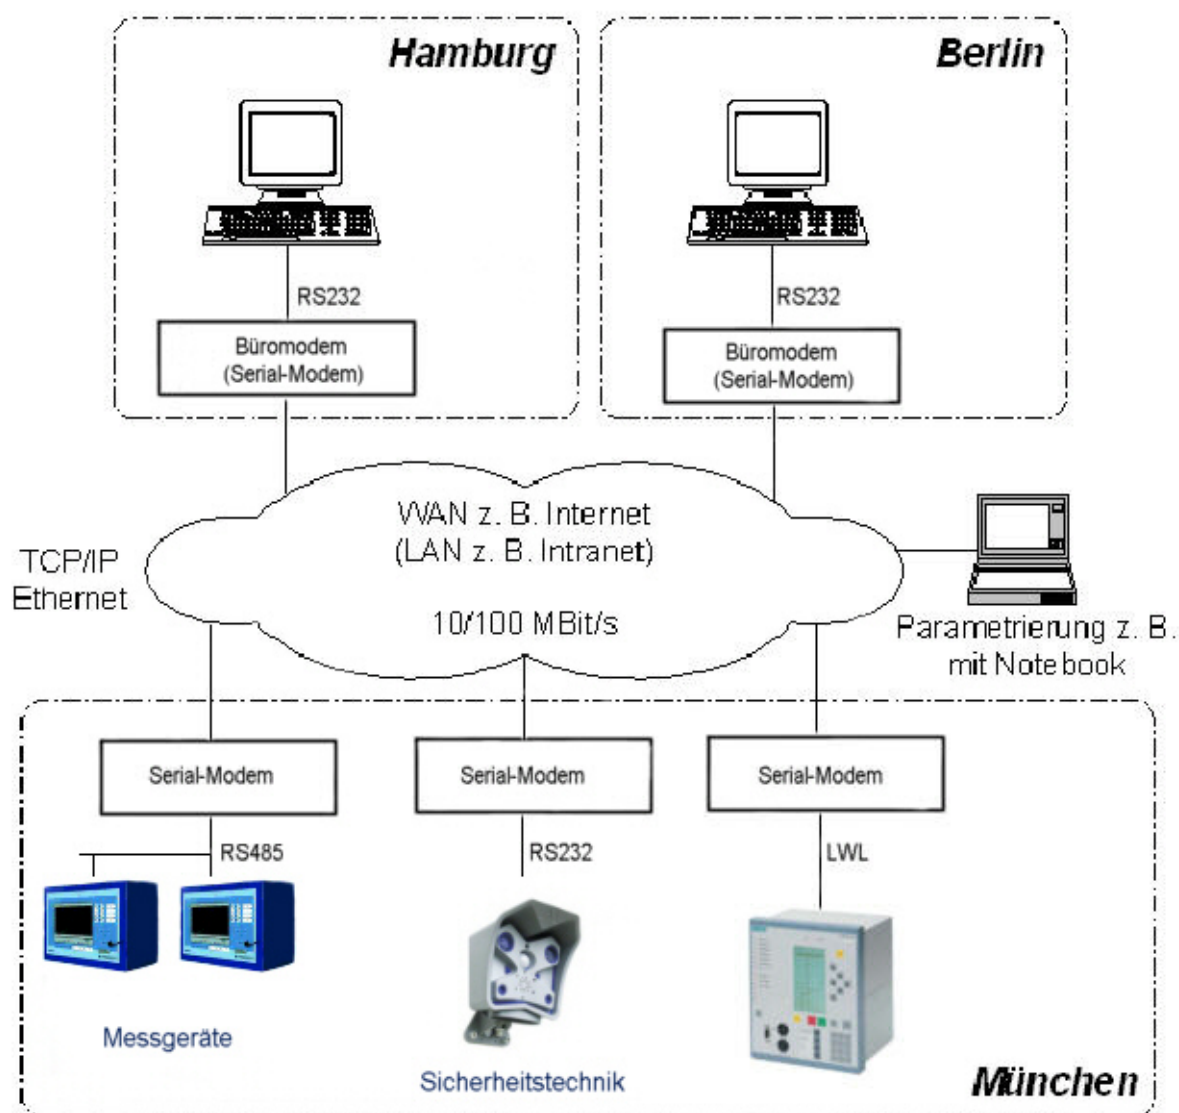 Hamburg
Berlin
RS232
RS232
Büromodem
(Serial-Modem)
Büromodem
(Serial-Modem)
WAN z. B. Internet
(LAN z. B. Intranet)
TCP/IP
Ethernet
10/100 MBit/s
Parametrierung z. B.
mit Notebook
Serial-Modem
Serial-Modem
Serial-Modem
RS485
RS232
LWL
Messgeräte
Sicherheitstechnik
München